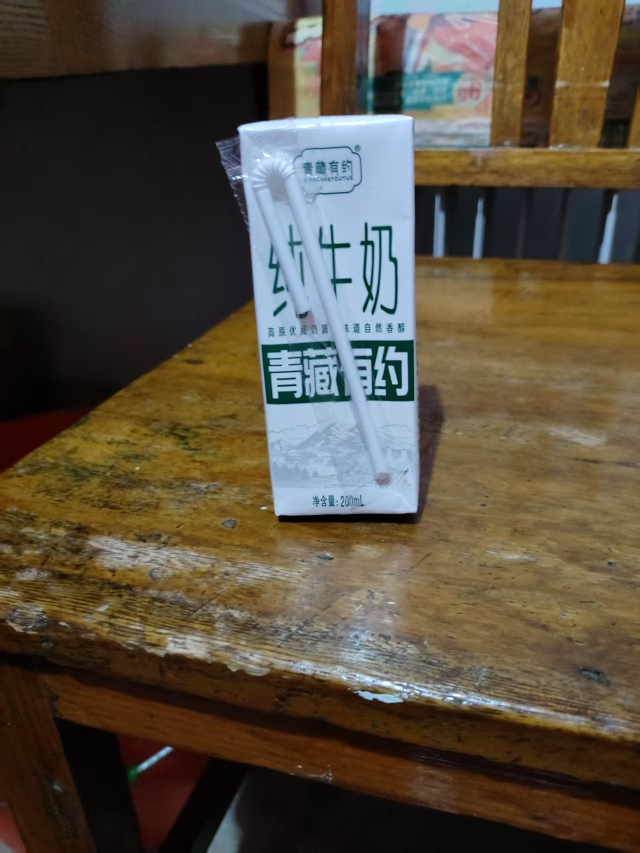 青藏有约
纯牛奶
高原优质奶源 味道自然香醇
青藏有约
净含量：200mL